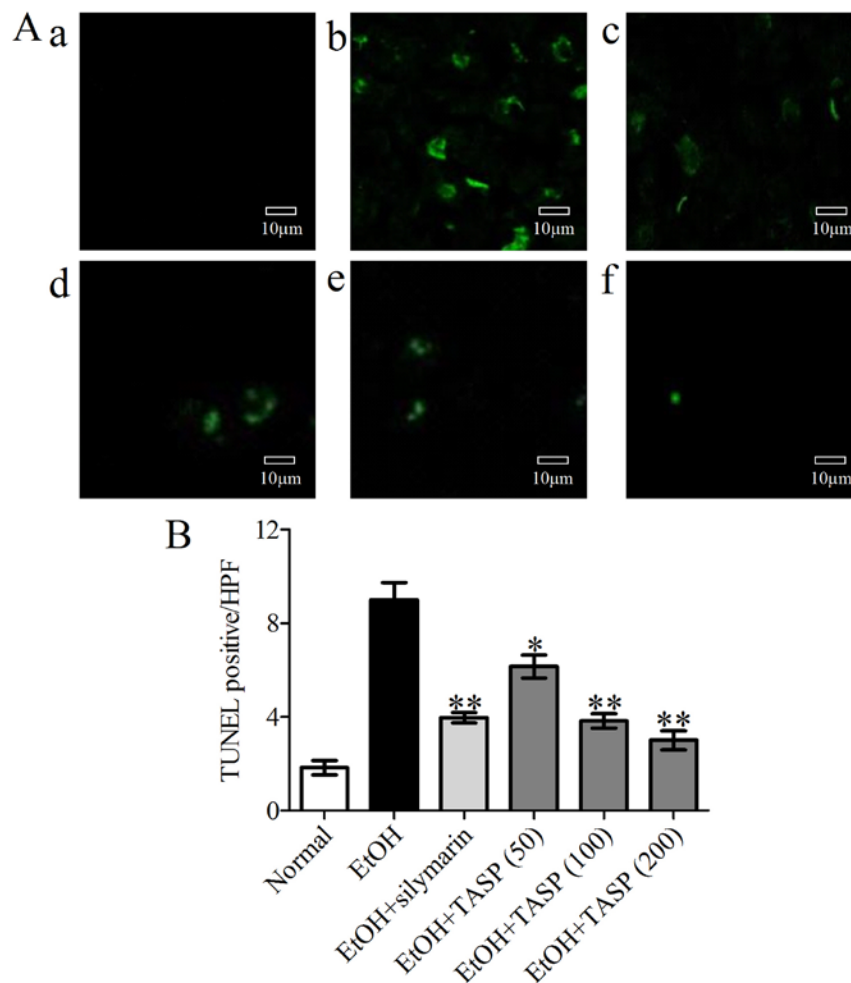 A
a
b
c
10μm
10μm
10μm
d
e
f
10μm
10μm
10μm
B
TUNEL positive/HPF
12
8
4
0
**
*
**
**
Normal
EtOH
EtOH+silymarin
EtOH+TASP (50)
EtOH+TASP (100)
EtOH+TASP (200)